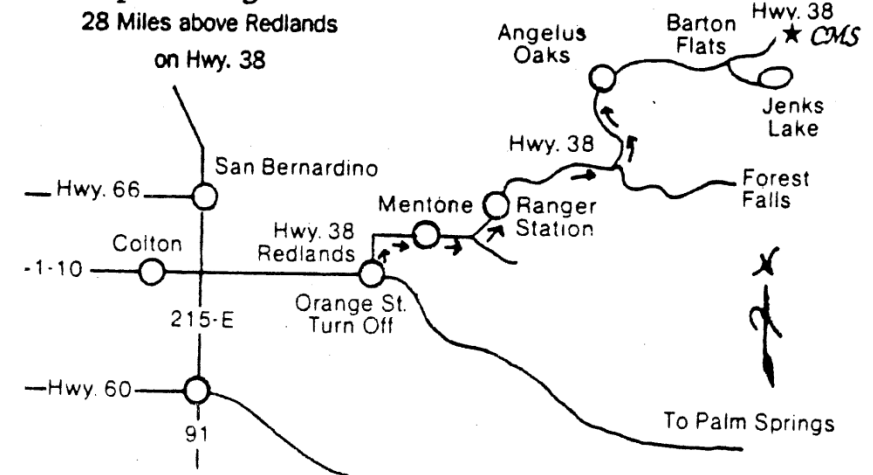 28 Miles above Redlands
on Hwy. 38
Hwy. 38
CMS
Barton
Flats
Angelus
Oaks
Jenks
Lake
Hwy. 38
San Bernardino
Hwy. 66
Forest
Falls
Mentone
Ranger
Station
Hwy. 38
Redlands
Colton
-1-10
Orange St.
Turn Off
215-E
Hwy. 60
To Palm Springs
91